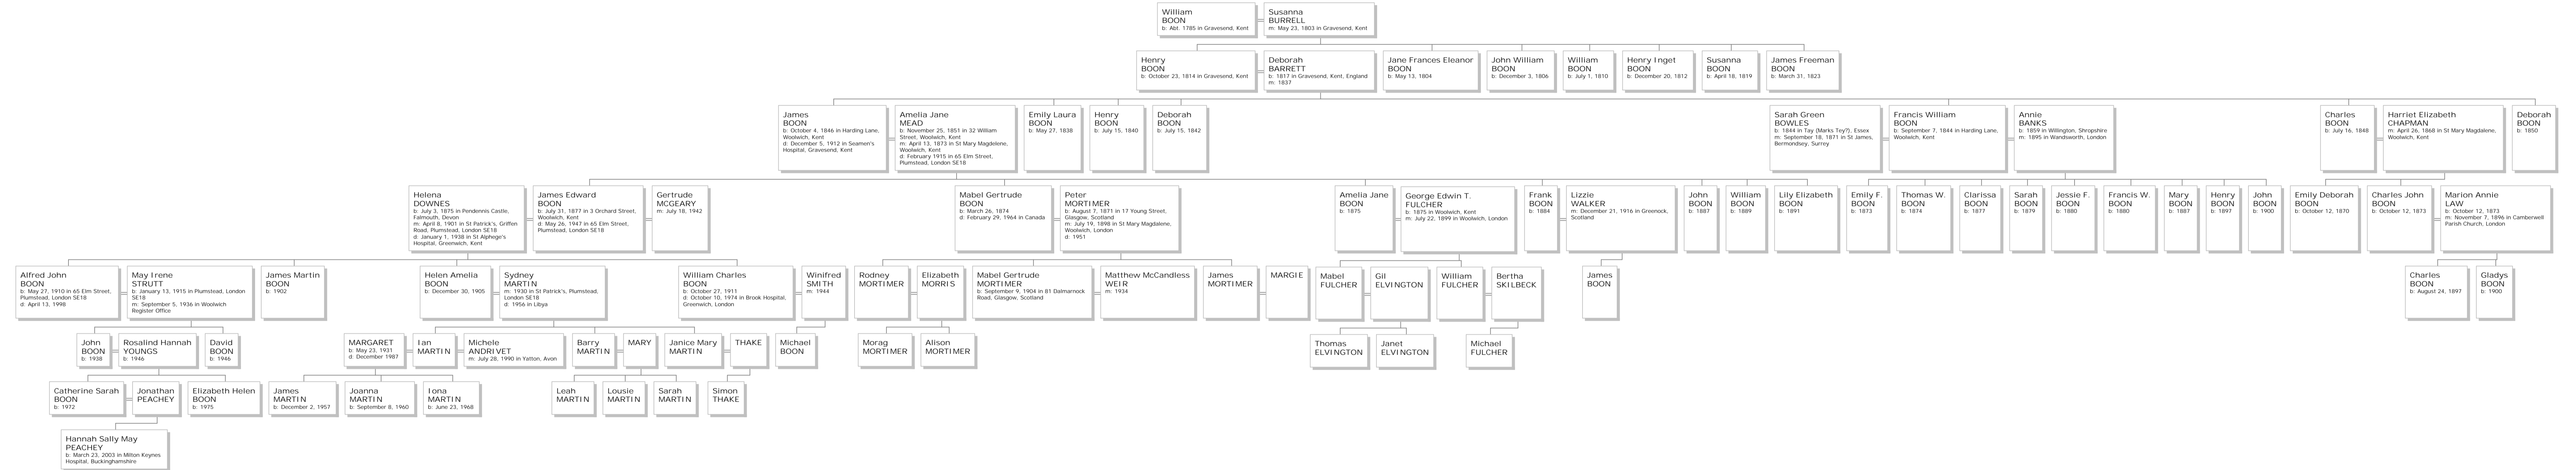 William
BOON
b: Abt. 1785 in Gravesend, Kent
Susanna
BURRELL
m: May 23, 1803 in Gravesend, Kent
Henry
BOON
b: October 23, 1814 in Gravesend, Kent
Deborah
BARRETT
b: 1817 in Gravesend, Kent, England
m: 1837
Jane Frances Eleanor
BOON
b: May 13, 1804
John William
BOON
b: December 3, 1806
William
BOON
b: July 1, 1810
Henry Inget
BOON
b: December 20, 1812
Susanna
BOON
b: April 18, 1819
James Freeman
BOON
b: March 31, 1823
James
BOON
b: October 4, 1846 in Harding Lane,
Woolwich, Kent
d: December 5, 1912 in Seamen's
Hospital, Gravesend, Kent
Amelia Jane
MEAD
b: November 25, 1851 in 32 William
Street, Woolwich, Kent
m: April 13, 1873 in St Mary Magdelene,
Woolwich, Kent
d: February 1915 in 65 Elm Street,
Plumstead, London SE18
Emily Laura
BOON
b: May 27, 1838
Henry
BOON
b: July 15, 1840
Deborah
BOON
b: July 15, 1842
Sarah Green
BOWLES
b: 1844 in Tay (Marks Tey?), Essex
m: September 18, 1871 in St James,
Bermondsey, Surrey
Francis William
BOON
b: September 7, 1844 in Harding Lane,
Woolwich, Kent
Annie
BANKS
b: 1859 in Willington, Shropshire
m: 1895 in Wandsworth, London
Charles
BOON
b: July 16, 1848
Harriet Elizabeth
CHAPMAN
m: April 26, 1868 in St Mary Magdalene,
Woolwich, Kent
Deborah
BOON
b: 1850
Helena
DOWNES
b: July 3, 1875 in Pendennis Castle,
Falmouth, Devon
m: April 8, 1901 in St Patrick's, Griffen
Road, Plumstead, London SE18
d: January 1, 1938 in St Alphege's
Hospital, Greenwich, Kent
James Edward
BOON
b: July 31, 1877 in 3 Orchard Street,
Woolwich, Kent
d: May 26, 1947 in 65 Elm Street,
Plumstead, London SE18
Gertrude
MCGEARY
m: July 18, 1942
Mabel Gertrude
BOON
b: March 26, 1874
d: February 29, 1964 in Canada
Peter
MORTIMER
b: August 7, 1871 in 17 Young Street,
Glasgow, Scotland
m: July 19, 1898 in St Mary Magdalene,
Woolwich, London
d: 1951
Amelia Jane
BOON
b: 1875
George Edwin T.
FULCHER
b: 1875 in Woolwich, Kent
m: July 22, 1899 in Woolwich, London
Frank
BOON
b: 1884
Lizzie
WALKER
m: December 21, 1916 in Greenock,
Scotland
John
BOON
b: 1887
William
BOON
b: 1889
Lily Elizabeth
BOON
b: 1891
Emily F.
BOON
b: 1873
Thomas W.
BOON
b: 1874
Clarissa
BOON
b: 1877
Sarah
BOON
b: 1879
Jessie F.
BOON
b: 1880
Francis W.
BOON
b: 1880
Mary
BOON
b: 1887
Henry
BOON
b: 1897
John
BOON
b: 1900
Emily Deborah
BOON
b: October 12, 1870
Charles John
BOON
b: October 12, 1873
Marion Annie
LAW
b: October 12, 1873
m: November 7, 1896 in Camberwell
Parish Church, London
Alfred John
BOON
b: May 27, 1910 in 65 Elm Street,
Plumstead, London SE18
d: April 13, 1998
May Irene
STRUTT
b: January 13, 1915 in Plumstead, London
SE18
m: September 5, 1936 in Woolwich
Register Office
James Martin
BOON
b: 1902
Helen Amelia
BOON
b: December 30, 1905
Sydney
MARTIN
m: 1930 in St Patrick's, Plumstead,
London SE18
d: 1956 in Libya
William Charles
BOON
b: October 27, 1911
d: October 10, 1974 in Brook Hospital,
Greenwich, London
Winifred
SMITH
m: 1944
Rodney
MORTIMER
Elizabeth
MORRIS
Mabel Gertrude
MORTIMER
b: September 9, 1904 in 81 Dalmarnock
Road, Glasgow, Scotland
Matthew McCandless
WEIR
m: 1934
James
MORTIMER
MARGIE
Mabel
FULCHER
Gil
ELVINGTON
William
FULCHER
Bertha
SKILBECK
James
BOON
Charles
BOON
b: August 24, 1897
Gladys
BOON
b: 1900
John
BOON
b: 1938
Rosalind Hannah
YOUNGS
b: 1946
David
BOON
b: 1946
MARGARET
b: May 23, 1931
d: December 1987
Ian
MARTIN
Michele
ANDRIVET
m: July 28, 1990 in Yatton, Avon
Barry
MARTIN
MARY
Janice Mary
MARTIN
THAKE
Michael
BOON
Morag
MORTIMER
Alison
MORTIMER
Thomas
ELVINGTON
Janet
ELVINGTON
Michael
FULCHER
Catherine Sarah
BOON
b: 1972
Jonathan
PEACHEY
Elizabeth Helen
BOON
b: 1975
James
MARTIN
b: December 2, 1957
Joanna
MARTIN
b: September 8, 1960
Iona
MARTIN
b: June 23, 1968
Leah
MARTIN
Lousie
MARTIN
Sarah
MARTIN
Simon
THAKE
Hannah Sally May
PEACHEY
b: March 23, 2003 in Milton Keynes
Hospital, Buckinghamshire